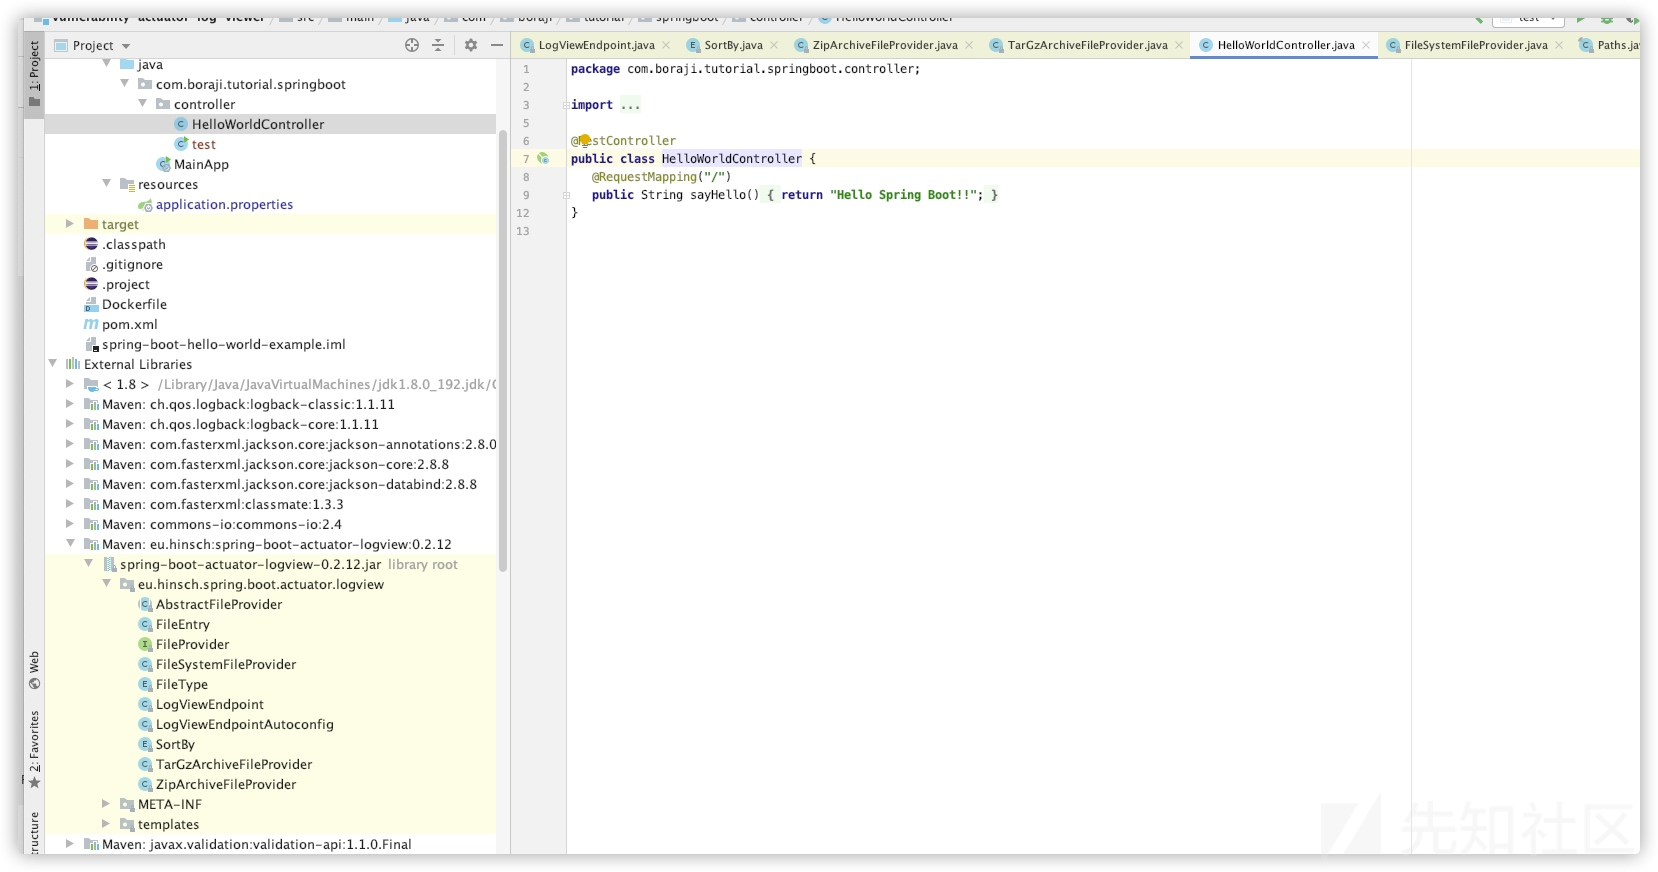 vulnerability-actuator-log-viewer src main java com boraji tutorial springboot controller HelloWorldController test
1: Project
Project
LogViewEndpoint.java SortBy.java ZipArchiveFileProvider.java TarGzArchiveFileProvider.java HelloWorldController.java FileSystemFileProvider.java Paths.ja
java
com.boraji.tutorial.springboot
controller
HelloWorldController
test
MainApp
resources
application.properties
target
.classpath
.gitignore
.project
Dockerfile
pom.xml
spring-boot-hello-world-example.iml
External Libraries
< 1.8 > /Library/Java/JavaVirtualMachines/jdk1.8.0_192.jdk/C
Maven: ch.qos.logback:logback-classic:1.1.11
Maven: ch.qos.logback:logback-core:1.1.11
Maven: com.fasterxml.jackson.core:jackson-annotations:2.8.0
Maven: com.fasterxml.jackson.core:jackson-core:2.8.8
Maven: com.fasterxml.jackson.core:jackson-databind:2.8.8
Maven: com.fasterxml:classmate:1.3.3
Maven: commons-io:commons-io:2.4
Maven: eu.hinsch:spring-boot-actuator-logview:0.2.12
spring-boot-actuator-logview-0.2.12.jar library root
eu.hinsch.spring.boot.actuator.logview
AbstractFileProvider
FileEntry
FileProvider
FileSystemFileProvider
FileType
LogViewEndpoint
LogViewEndpointAutoconfig
SortBy
TarGzArchiveFileProvider
ZipArchiveFileProvider
META-INF
templates
Maven: javax.validation:validation-api:1.1.0.Final
Web
2: Favorites
ructure
1 package com.boraji.tutorial.springboot.controller;
2
3 import ...
5
6 @RestController
7 public class HelloWorldController {
8 @RequestMapping("/")
9 public String sayHello() { return "Hello Spring Boot!!"; }
12 }
13
先知社区